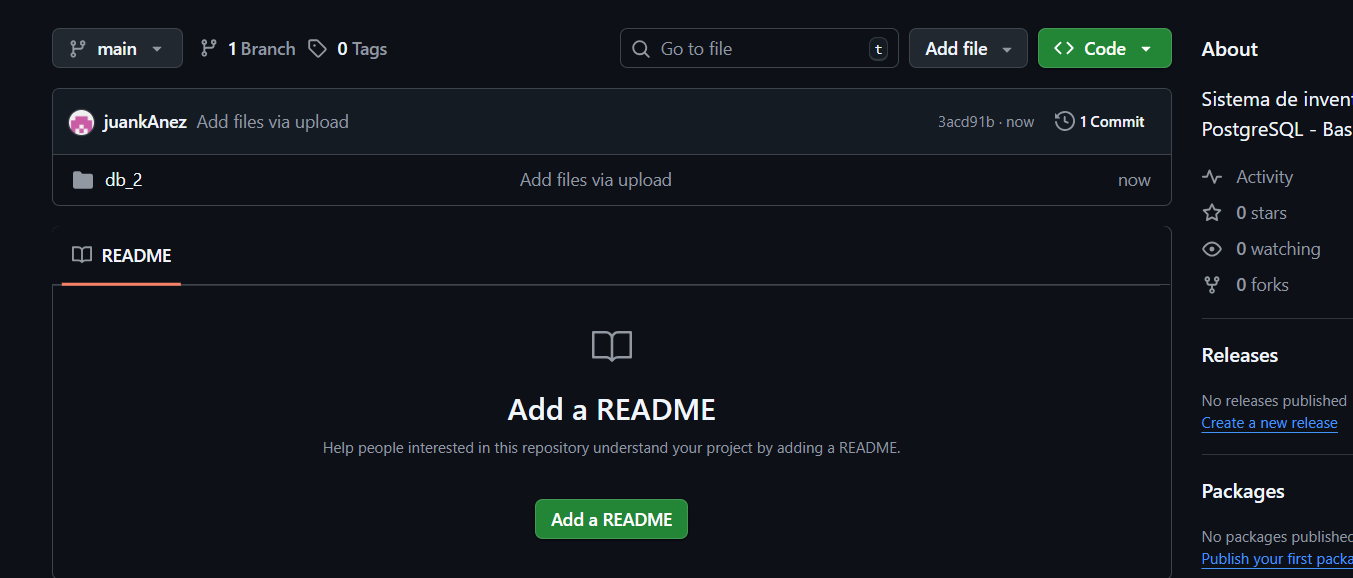 main 1 Branch 0 Tags Go to file t Add file Code
juankAnez Add files via upload 3acd91b · now 1 Commit
db_2 Add files via upload now
README
Add a README
Help people interested in this repository understand your project by adding a README.
Add a README
About
Sistema de invent
PostgreSQL - Bas
Activity
0 stars
0 watching
0 forks
Releases
No releases published
Create a new release
Packages
No packages published
Publish your first packa